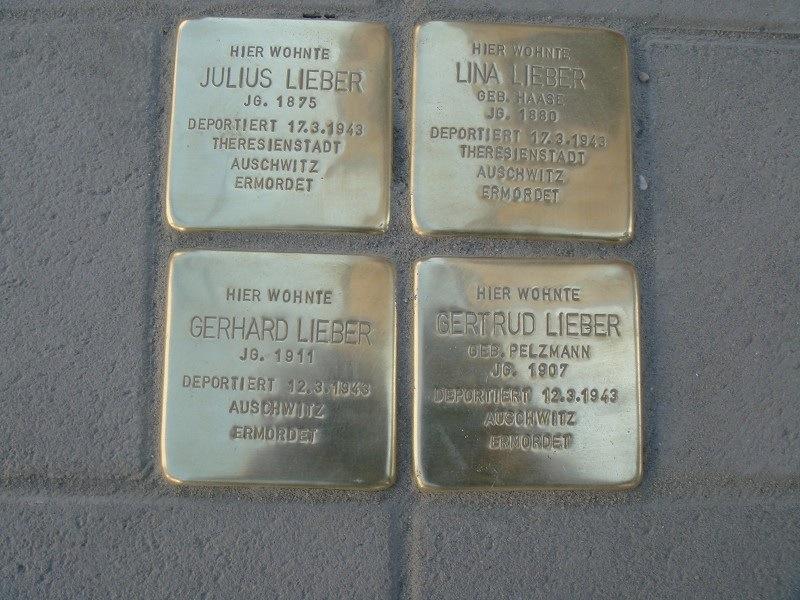 HIER WOHNTE
JULIUS LIEBER
JG. 1875
DEPORTIERT 17.3.1943
THERESIENSTADT
AUSCHWITZ
ERMORDET
HIER WOHNTE
LINA LIEBER
GEB. HAASE
JG. 1880
DEPORTIERT 17.3.1943
THERESIENSTADT
AUSCHWITZ
ERMORDET
HIER WOHNTE
GERHARD LIEBER
JG. 1911
DEPORTIERT 12.3.1943
AUSCHWITZ
ERMORDET
HIER WOHNTE
GERTRUD LIEBER
GEB. PELZMANN
JG. 1907
DEPORTIERT 12.3.1943
AUSCHWITZ
ERMORDET